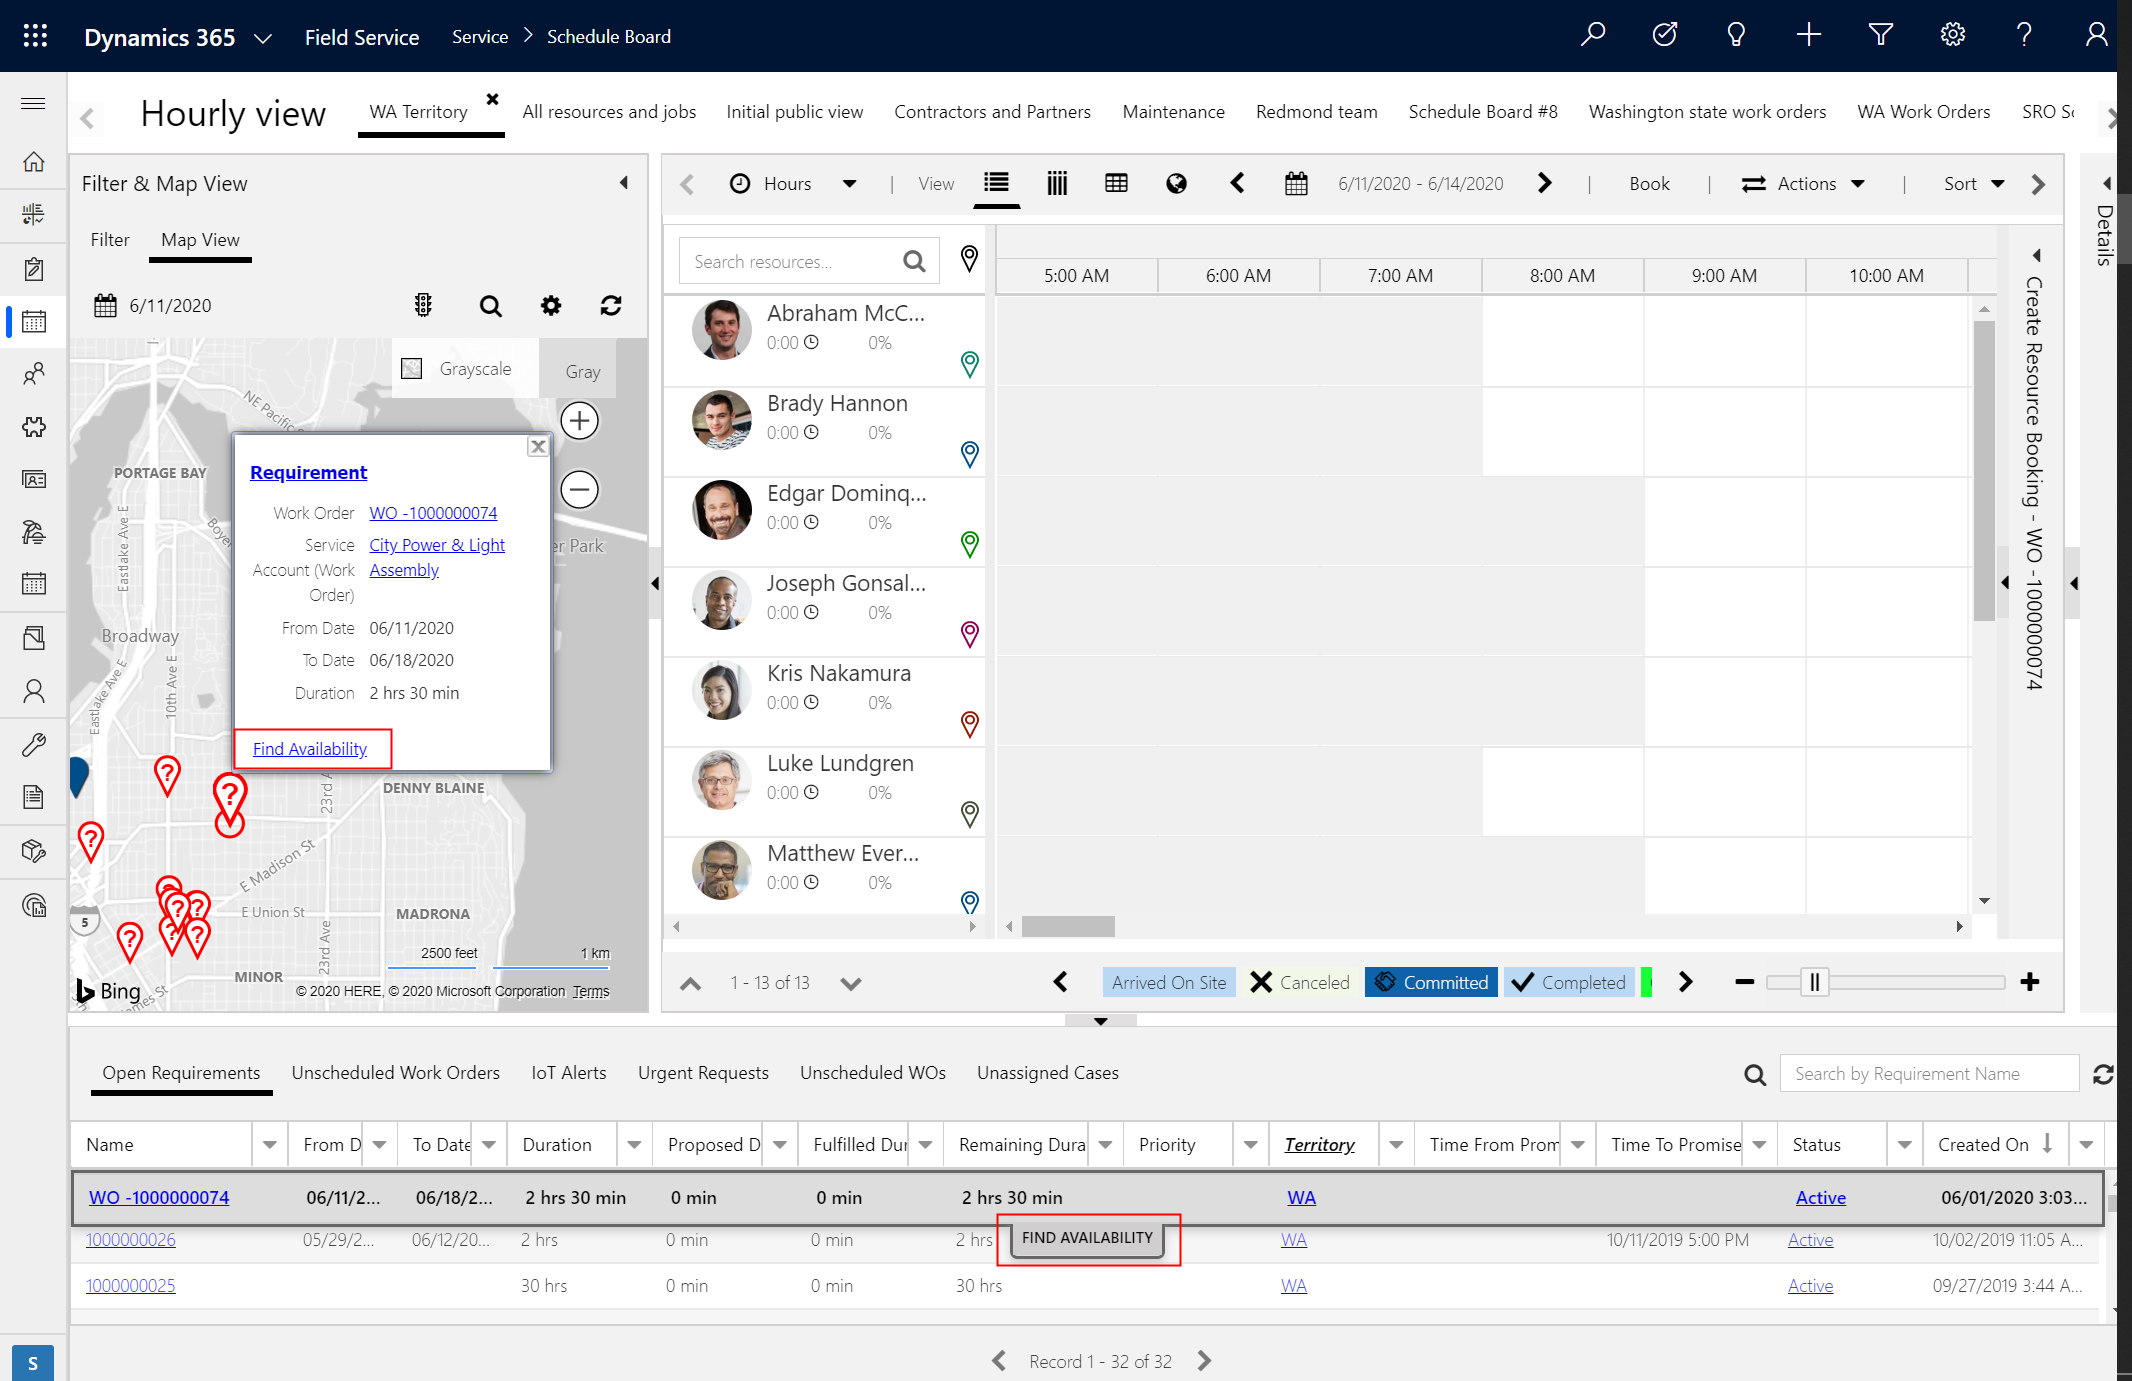 Dynamics 365 Field Service Service > Schedule Board
Hourly view WA Territory All resources and jobs Initial public view Contractors and Partners Maintenance Redmond team Schedule Board #8 Washington state work orders WA Work Orders SRO
Filter & Map View
Filter Map View
6/11/2020
Grayscale Gray
NE Pacific
PORTAGE BAY
Eastlake Ave E
Boyer
er Park
Broadway
Eastlake Ave E
10th Ave E
Requirement
Work Order WO -1000000074
Service Account (Work Order) City Power & Light Assembly
From Date 06/11/2020
To Date 06/18/2020
Duration 2 hrs 30 min
Find Availability
23rd A
DENNY BLAINE
E Madison St
E Union St
MADRONA
23rd Ave
5
MINOR
James St
2500 feet 1 km
Bing
© 2020 HERE, © 2020 Microsoft Corporation Terms
Hours View 6/11/2020 - 6/14/2020 Book Actions Sort
Search resources...
5:00 AM 6:00 AM 7:00 AM 8:00 AM 9:00 AM 10:00 AM
Abraham McC...
0:00 0%
Brady Hannon
0:00 0%
Edgar Dominq...
0:00 0%
Joseph Gonsal...
0:00 0%
Kris Nakamura
0:00 0%
Luke Lundgren
0:00 0%
Matthew Ever...
0:00 0%
1 - 13 of 13
Arrived On Site Canceled Committed Completed
Create Resource Booking - WO -1000000074
Details
Open Requirements Unscheduled Work Orders IoT Alerts Urgent Requests Unscheduled WOs Unassigned Cases
Search by Requirement Name
Name From D To Date Duration Proposed D Fulfilled Dur Remaining Dura Priority Territory Time From Prom Time To Promise Status Created On
WO -1000000074 06/11/2... 06/18/2... 2 hrs 30 min 0 min 0 min 2 hrs 30 min WA Active 06/01/2020 3:03...
FIND AVAILABILITY
1000000026 05/29/2... 06/12/20... 2 hrs 0 min 0 min 2 hrs WA 10/11/2019 5:00 PM Active 10/02/2019 11:05 A...
1000000025 30 hrs 0 min 0 min 30 hrs WA Active 09/27/2019 3:44 A...
S
Record 1 - 32 of 32